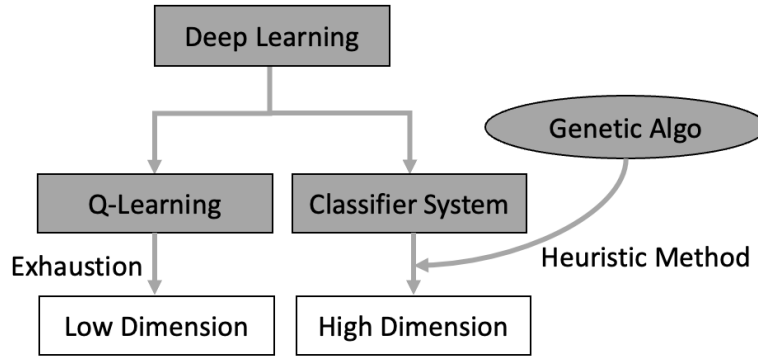 Deep Learning
Genetic Algo
Q-Learning
Classifier System
Exhaustion
Heuristic Method
Low Dimension
High Dimension